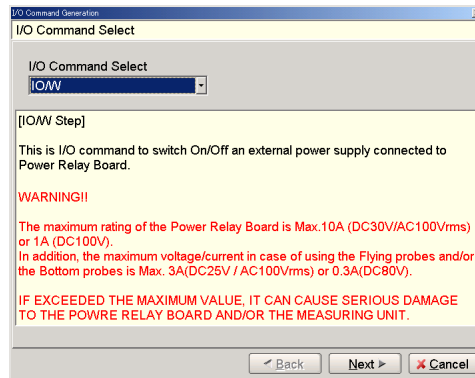 I/O Command Generation
I/O Command Select
I/O Command Select
IO/W
[IO/W Step]
This is I/O command to switch On/Off an external power supply connected to
Power Relay Board.
WARNING!!
The maximum rating of the Power Relay Board is Max.10A (DC30V/AC100Vrms)
or 1A (DC100V).
In addition, the maximum voltage/current in case of using the Flying probes and/or
the Bottom probes is Max. 3A(DC25V / AC100Vrms) or 0.3A(DC80V).
IF EXCEEDED THE MAXIMUM VALUE, IT CAN CAUSE SERIOUS DAMAGE
TO THE POWRE RELAY BOARD AND/OR THE MEASURING UNIT.
Back Next Cancel